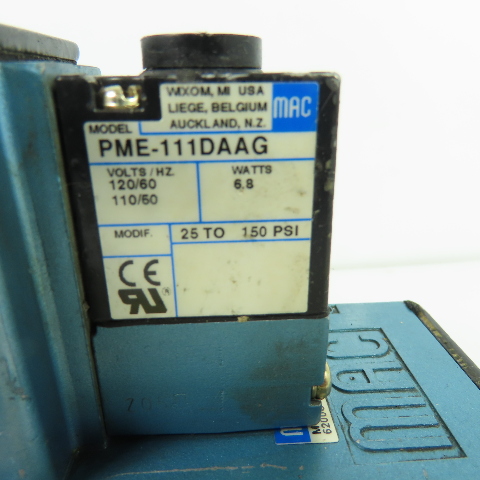 WIXOM, MI USA
LIEGE, BELGIUM
AUCKLAND, N.Z.
MAC
MODEL
PME-111DAAG
VOLTS/HZ.
120/60
110/50
WATTS
6.8
MODIF.
25 TO 150 PSI
CE
RU
MAC